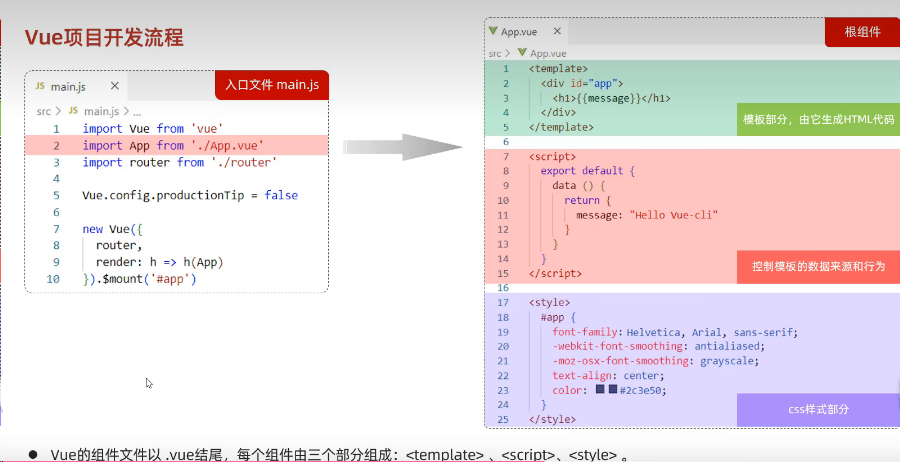 Vue项目开发流程
JS main.js ×
入口文件 main.js
src > JS main.js > ...
1 import Vue from 'vue'
2 import App from './App.vue'
3 import router from './router'
4
5 Vue.config.productionTip = false
6
7 new Vue({
8 router,
9 render: h => h(App)
10 }).$mount('#app')
App.vue ×
根组件
src > App.vue
1 <template>
2 <div id="app">
3 <h1>{{message}}</h1>
4 </div>
5 </template>
模板部分，由它生成HTML代码
6
7 <script>
8 export default {
9 data () {
10 return {
11 message: "Hello Vue-cli"
12 }
13 }
14 }
15 </script>
控制模板的数据来源和行为
16
17 <style>
18 #app {
19 font-family: Helvetica, Arial, sans-serif;
20 -webkit-font-smoothing: antialiased;
21 -moz-osx-font-smoothing: grayscale;
22 text-align: center;
23 color: #2c3e50;
24 }
25 </style>
css样式部分
● Vue的组件文件以 .vue结尾，每个组件由三个部分组成：<template> 、<script>、<style> 。